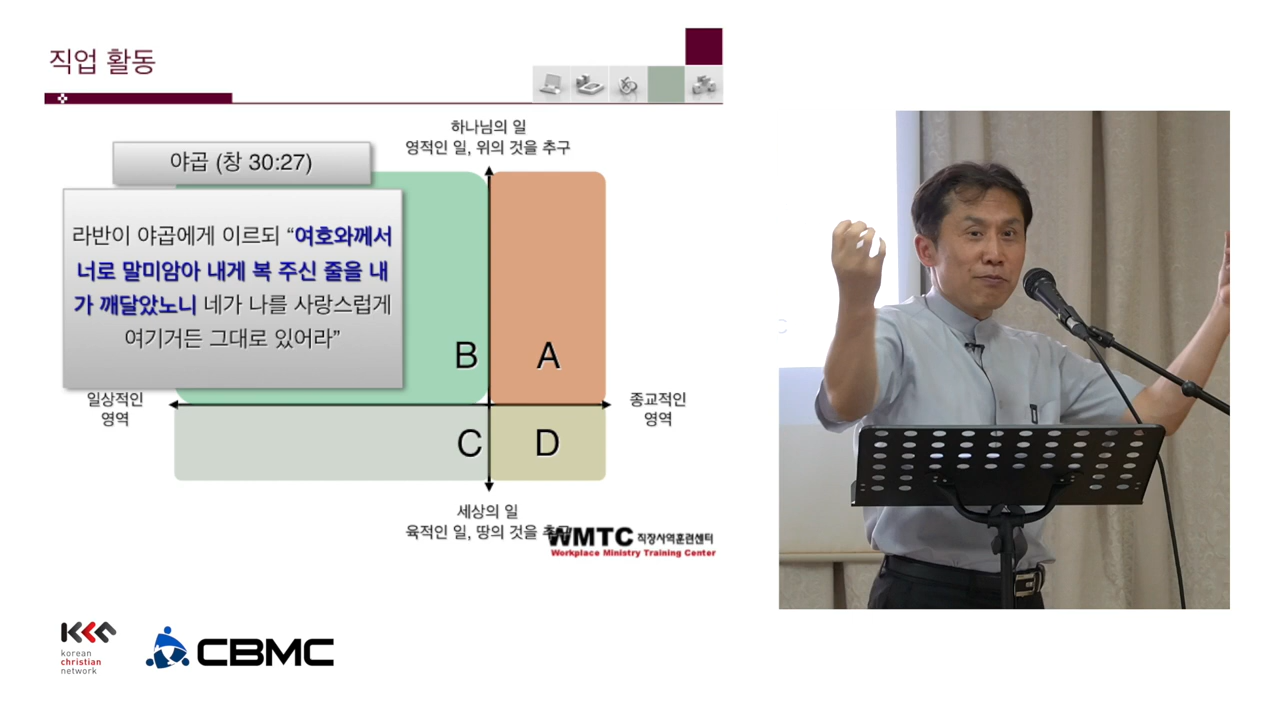 직업 활동
하나님의 일
영적인 일, 위의 것을 추구
야곱 (창 30:27)
라반이 야곱에게 이르되 “여호와께서
너로 말미암아 내게 복 주신 줄을 내
가 깨달았노니 네가 나를 사랑스럽게
여기거든 그대로 있어라”
B
A
일상적인
영역
종교적인
영역
C
D
세상의 일
육적인 일, 땅의 것을 추구
WMTC 직장사역훈련센터
Workplace Ministry Training Center
kcn
korean
christian
network
CBMC